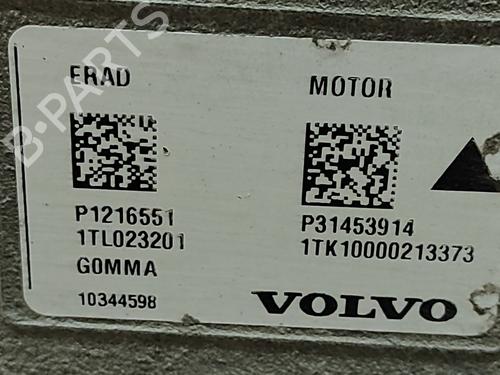 ERAD MOTOR
P1216551 P31453914
1TL023201 1TK10000213373
G0MMA
10344598 VOLVO
B-PARTS